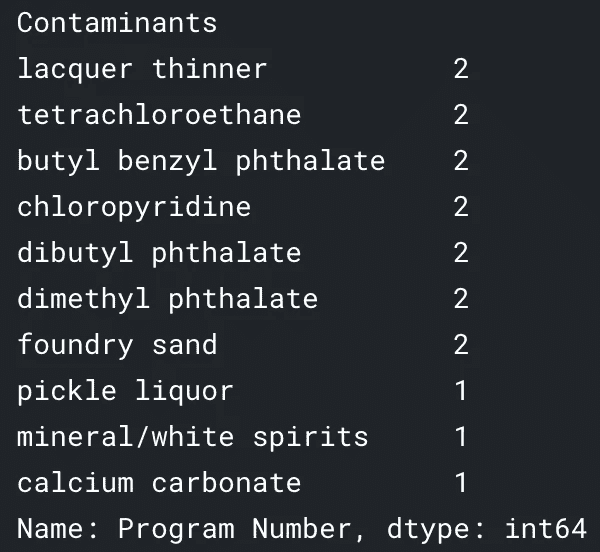 Contaminants
lacquer thinner 2
tetrachloroethane 2
butyl benzyl phthalate 2
chloropyridine 2
dibutyl phthalate 2
dimethyl phthalate 2
foundry sand 2
pickle liquor 1
mineral/white spirits 1
calcium carbonate 1
Name: Program Number, dtype: int64